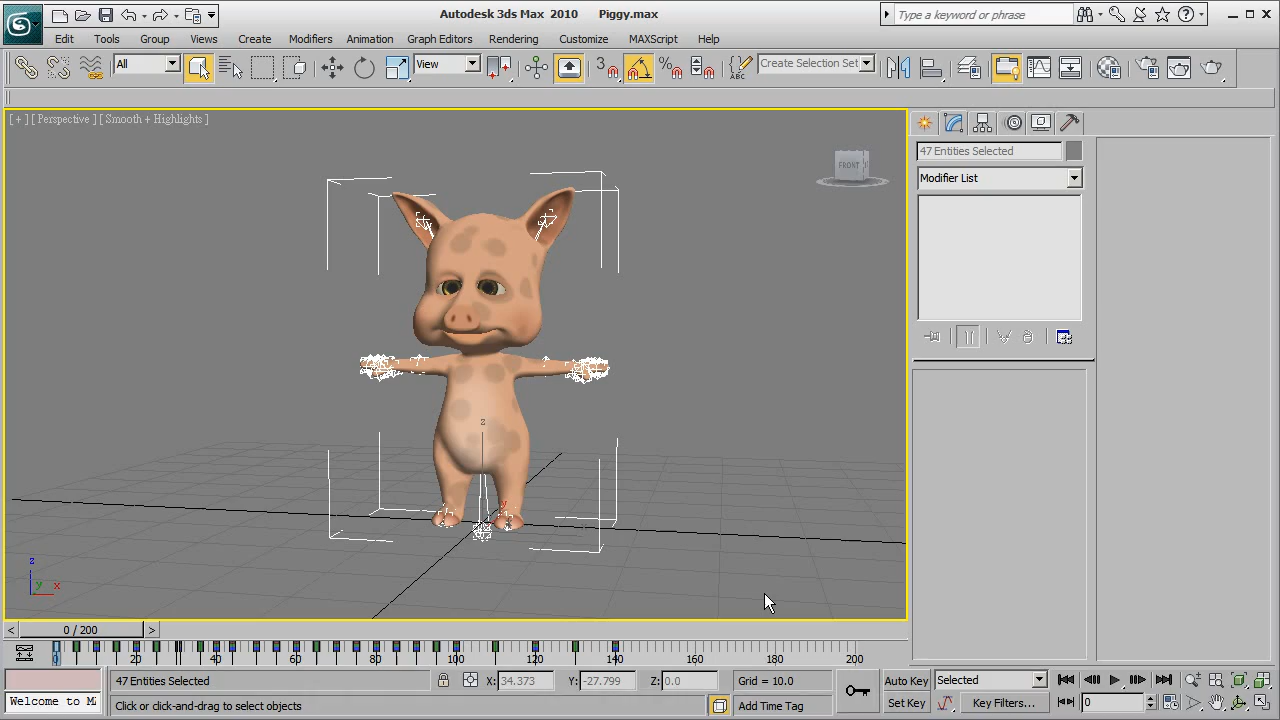 Autodesk 3ds Max 2010 Piggy.max
Type a keyword or phrase
Edit Tools Group Views Create Modifiers Animation Graph Editors Rendering Customize MAXScript Help
All
View
3
%
ABC
Create Selection Set
[ + ] [ Perspective ] [ Smooth + Highlights ]
FRONT
47 Entities Selected
Modifier List
z
y
z
y
x
< 0 / 200 >
0 20 40 60 80 100 120 140 160 180 200
47 Entities Selected
X: 34.373
Y: -27.799
Z: 0.0
Grid = 10.0
Auto Key
Selected
Welcome to MA
Click or click-and-drag to select objects
Add Time Tag
Set Key
Key Filters...
0